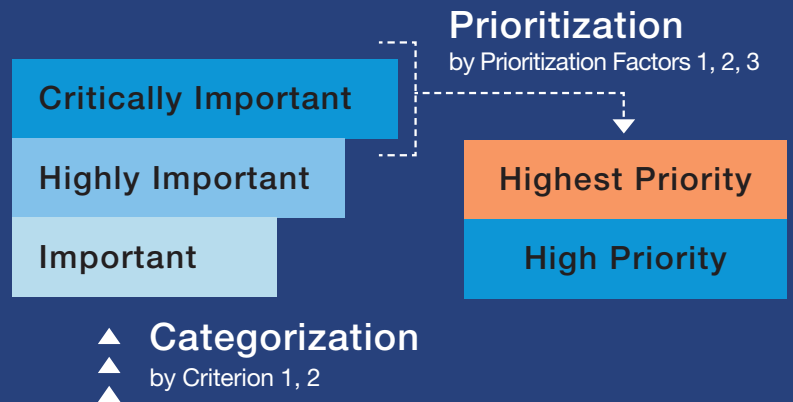 Prioritization
by Prioritization Factors 1, 2, 3
Critically Important
Highly Important
Important
Highest Priority
High Priority
Categorization
by Criterion 1, 2